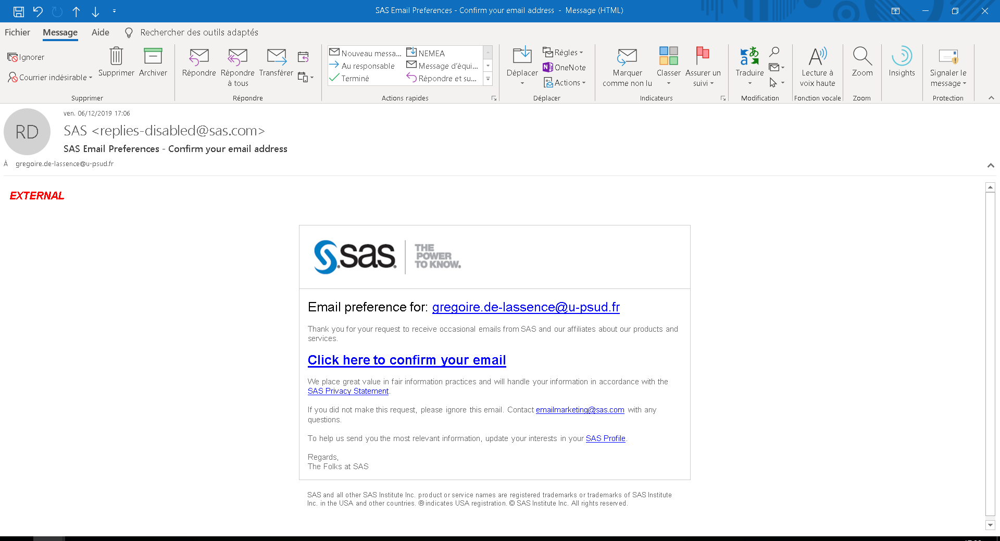 SAS Email Preferences - Confirm your email address - Message (HTML)
Fichier Message Aide Rechercher des outils adaptés
Ignorer
Courrier indésirable
Supprimer
Archiver
Supprimer
Répondre
Répondre à tous
Transférer
Répondre
Nouveau messa...
Au responsable
Terminé
NEMEA
Message d'équi...
Répondre et su...
Actions rapides
Déplacer
Règles
OneNote
Actions
Déplacer
Marquer comme non lu
Classer
Assurer un suivi
Indicateurs
Traduire
Modification
Lecture à voix haute
Fonction vocale
Zoom
Zoom
Insights
Signaler le message
Protection
RD
ven. 06/12/2019 17:06
SAS <replies-disabled@sas.com>
SAS Email Preferences - Confirm your email address
À gregoire.de-lassence@u-psud.fr
EXTERNAL
sas
THE
POWER
TO KNOW.
Email preference for: gregoire.de-lassence@u-psud.fr
Thank you for your request to receive occasional emails from SAS and our affiliates about our products and
services.
Click here to confirm your email
We place great value in fair information practices and will handle your information in accordance with the
SAS Privacy Statement.
If you did not make this request, please ignore this email. Contact emailmarketing@sas.com with any
questions.
To help us send you the most relevant information, update your interests in your SAS Profile.
Regards,
The Folks at SAS
SAS and all other SAS Institute Inc. product or service names are registered trademarks or trademarks of SAS Institute
Inc. in the USA and other countries. ® indicates USA registration. © SAS Institute Inc. All rights reserved.